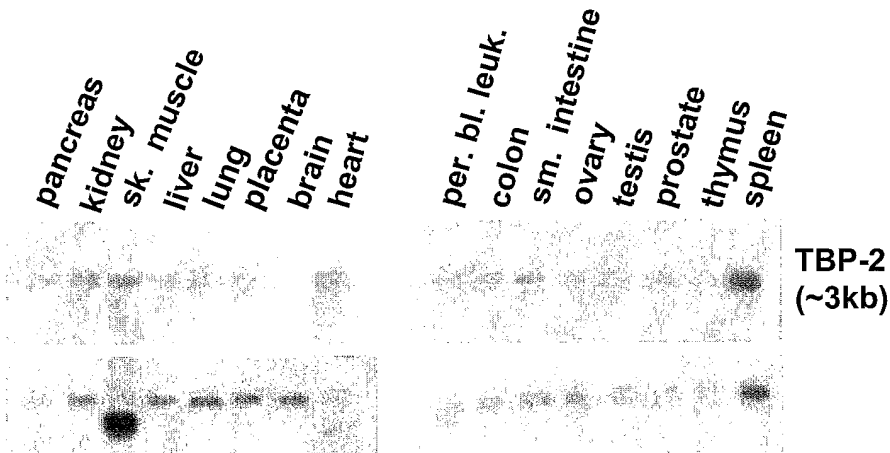 pancreas
kidney
sk. muscle
liver
lung
placenta
brain
heart
per. bl. leuk.
colon
sm. intestine
ovary
testis
prostate
thymus
spleen
TBP-2
(~3kb)